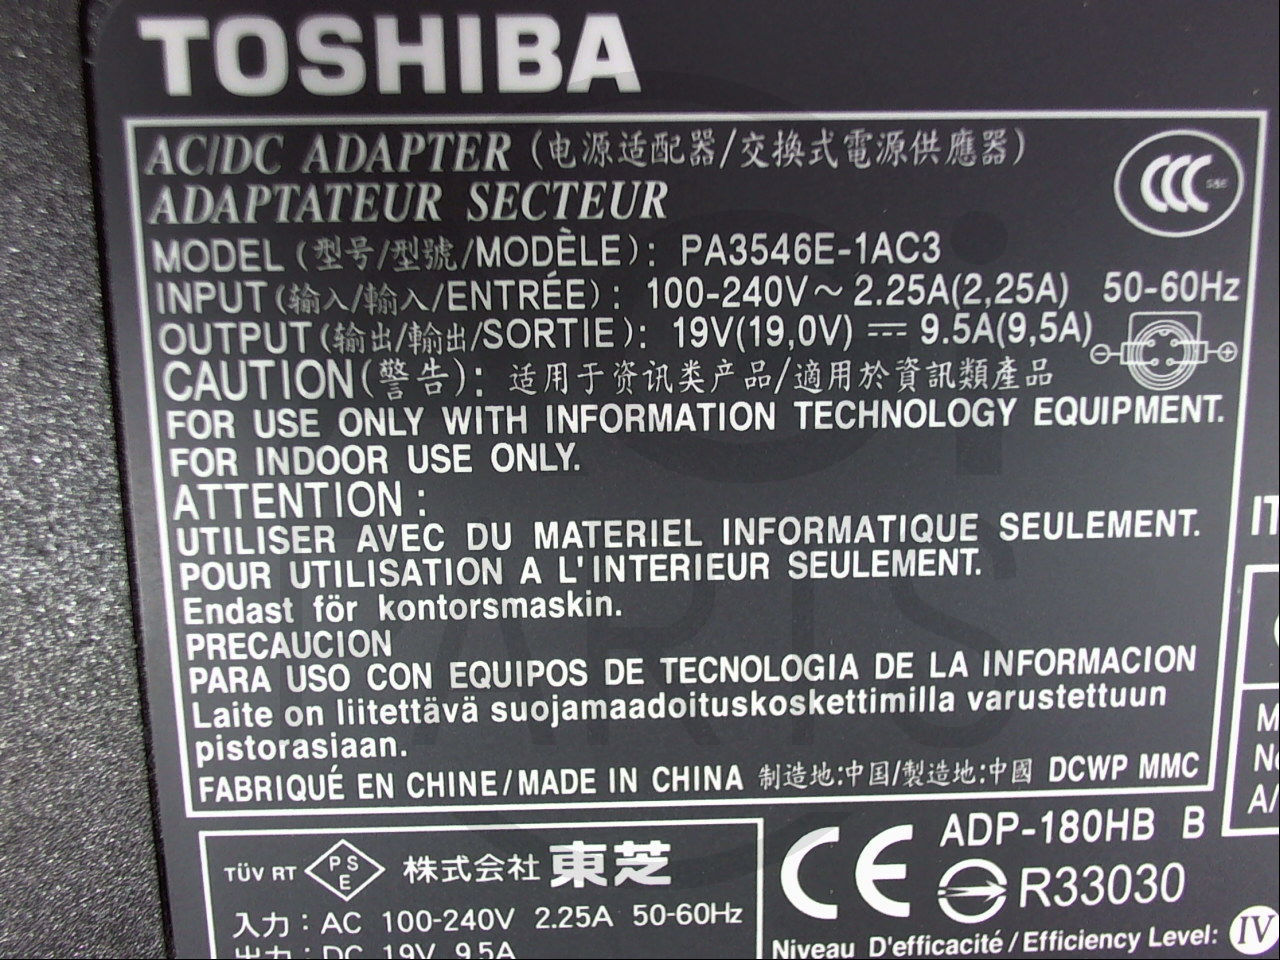 TOSHIBA
AC/DC ADAPTER (电源适配器/交換式電源供應器)
ADAPTATEUR SECTEUR
CCC S&E
MODEL (型号/型號/MODÈLE): PA3546E-1AC3
INPUT (输入/輸入/ENTRÉE): 100-240V~ 2.25A(2,25A) 50-60Hz
OUTPUT (输出/輸出/SORTIE): 19V(19,0V) ⎓ 9.5A(9,5A)
CAUTION (警告): 适用于资讯类产品/適用於資訊類產品
FOR USE ONLY WITH INFORMATION TECHNOLOGY EQUIPMENT.
FOR INDOOR USE ONLY.
ATTENTION :
UTILISER AVEC DU MATERIEL INFORMATIQUE SEULEMENT.
POUR UTILISATION A L'INTERIEUR SEULEMENT.
Endast för kontorsmaskin.
PRECAUCION
PARA USO CON EQUIPOS DE TECNOLOGIA DE LA INFORMACION
Laite on liitettävä suojamaadoituskoskettimilla varustettuun
pistorasiaan.
FABRIQUÉ EN CHINE/MADE IN CHINA 制造地:中国/製造地:中國 DCWP MMC
TÜV RT PSE 株式会社 東芝
入力 : AC 100-240V 2.25A 50-60Hz
出力 : DC 19V 9.5A
CE ADP-180HB B
R33030
Niveau D'efficacité / Efficiency Level: IV